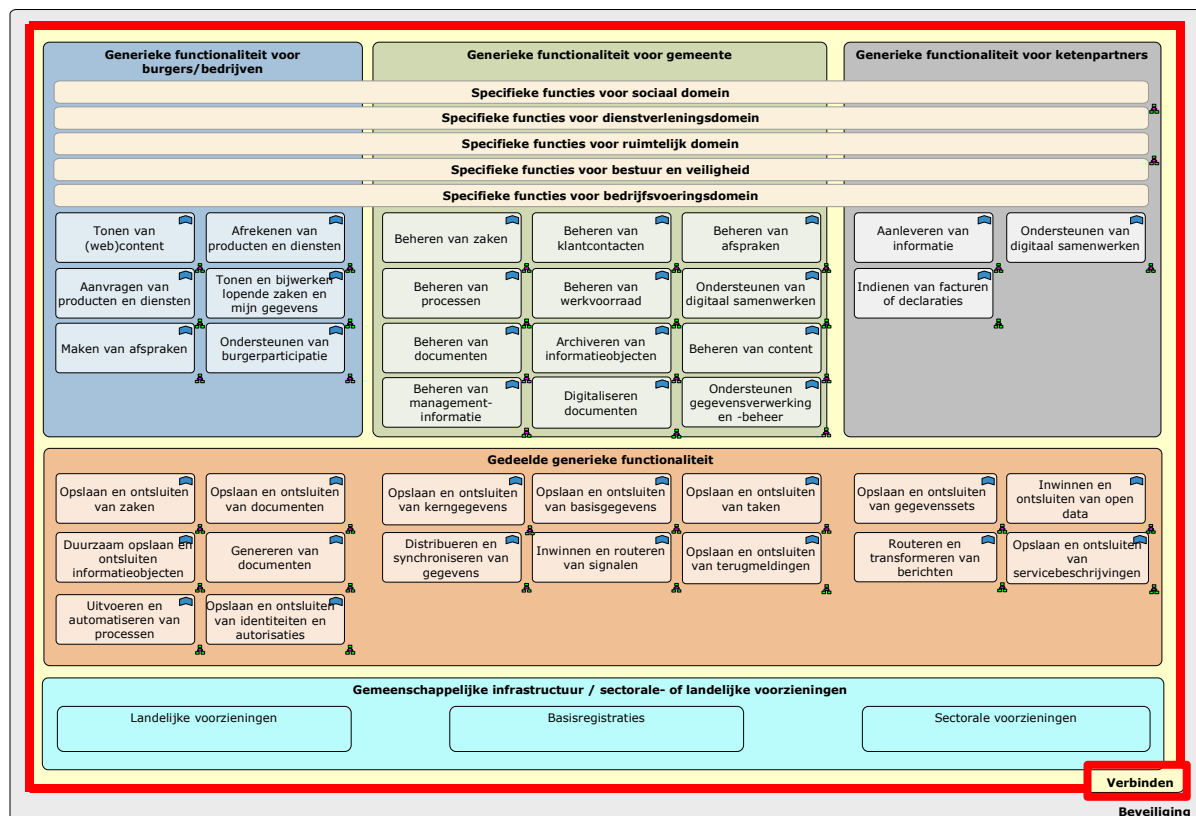 Generieke functionaliteit voor
burgers/bedrijven
Generieke functionaliteit voor gemeente
Generieke functionaliteit voor ketenpartners
Specifieke functies voor sociaal domein
Specifieke functies voor dienstverleningsdomein
Specifieke functies voor ruimtelijk domein
Specifieke functies voor bestuur en veiligheid
Specifieke functies voor bedrijfsvoeringsdomein
Tonen van
(web)content
Afrekenen van
producten en diensten
Aanvragen van
producten en diensten
Tonen en bijwerken
lopende zaken en
mijn gegevens
Maken van afspraken
Ondersteunen van
burgerparticipatie
Beheren van zaken
Beheren van
klantcontacten
Beheren van
afspraken
Beheren van
processen
Beheren van
werkvoorraad
Ondersteunen van
digitaal samenwerken
Beheren van
documenten
Archiveren van
informatieobjecten
Beheren van content
Beheren van
management-
informatie
Digitaliseren
documenten
Ondersteunen
gegevensverwerking
en -beheer
Aanleveren van
informatie
Ondersteunen van
digitaal samenwerken
Indienen van facturen
of declaraties
Gedeelde generieke functionaliteit
Opslaan en ontsluiten
van zaken
Opslaan en ontsluiten
van documenten
Opslaan en ontsluiten
van kerngegevens
Opslaan en ontsluiten
van basisgegevens
Opslaan en ontsluiten
van taken
Opslaan en ontsluiten
van gegevenssets
Inwinnen en
ontsluiten van open
data
Duurzaam opslaan en
ontsluiten
informatieobjecten
Genereren van
documenten
Distribueren en
synchroniseren van
gegevens
Inwinnen en routeren
van signalen
Opslaan en ontsluiten
van terugmeldingen
Routeren en
transformeren van
berichten
Opslaan en ontsluiten
van
servicebeschrijvingen
Uitvoeren en
automatiseren van
processen
Opslaan en ontsluiten
van identiteiten en
autorisaties
Gemeenschappelijke infrastructuur / sectorale- of landelijke voorzieningen
Landelijke voorzieningen
Basisregistraties
Sectorale voorzieningen
Verbinden
Beveiliging